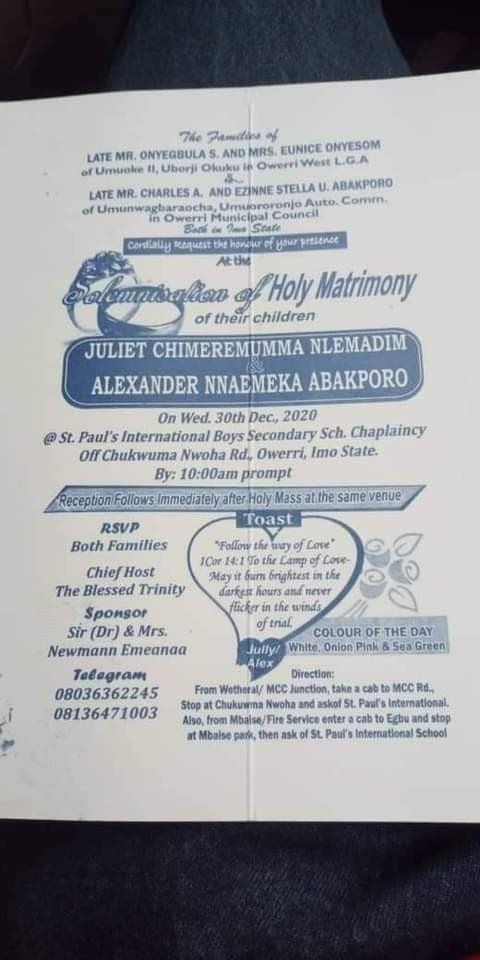 The Families of
LATE MR. ONYEGBULA S. AND MRS. EUNICE ONYESOM
of Umuoke II, Uborji Okuku in Owerri West L.G.A
&
LATE MR. CHARLES A. AND EZINNE STELLA U. ABAKPORO
of Umunwagbaraocha, Umuororonjo Auto. Comm.
in Owerri Municipal Council
Both in Imo State
Cordially Request the honour of your presence
At the
Solemnisation of Holy Matrimony
of their children
JULIET CHIMEREMUMMA NLEMADIM
&
ALEXANDER NNAEMEKA ABAKPORO
On Wed. 30th Dec., 2020
@ St. Paul's International Boys Secondary Sch. Chaplaincy
Off Chukwuma Nwoha Rd., Owerri, Imo State.
By: 10:00am prompt
Reception Follows Immediately after Holy Mass at the same venue
RSVP
Both Families
Chief Host
The Blessed Trinity
Sponsor
Sir (Dr) & Mrs.
Newmann Emeanaa
Telegram
08036362245
08136471003
Toast
"Follow the way of Love"
1Cor 14:1 To the Lamp of Love-
May it burn brightest in the
darkest hours and never
flicker in the winds
of trial.
Jully/
Alex
COLOUR OF THE DAY
White, Onion Pink & Sea Green
Direction:
From Wetheral/ MCC Junction, take a cab to MCC Rd.,
Stop at Chukuwma Nwoha and askof St. Paul's International.
Also, from Mbaise/Fire Service enter a cab to Egbu and stop
at Mbaise park, then ask of St. Paul's International School